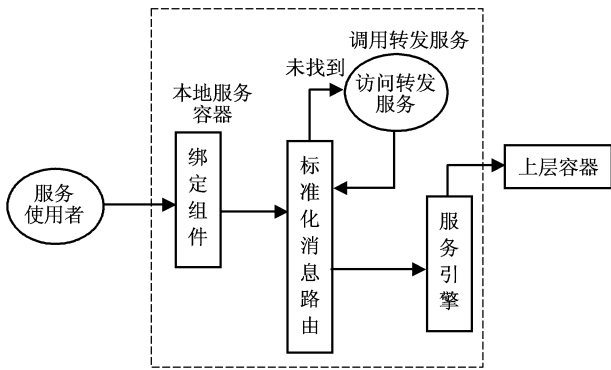 调用转发服务
未找到
访问转发
服务
本地服务
容器
绑定组件
标准化消息路由
上层容器
服务
使用者
服务引擎